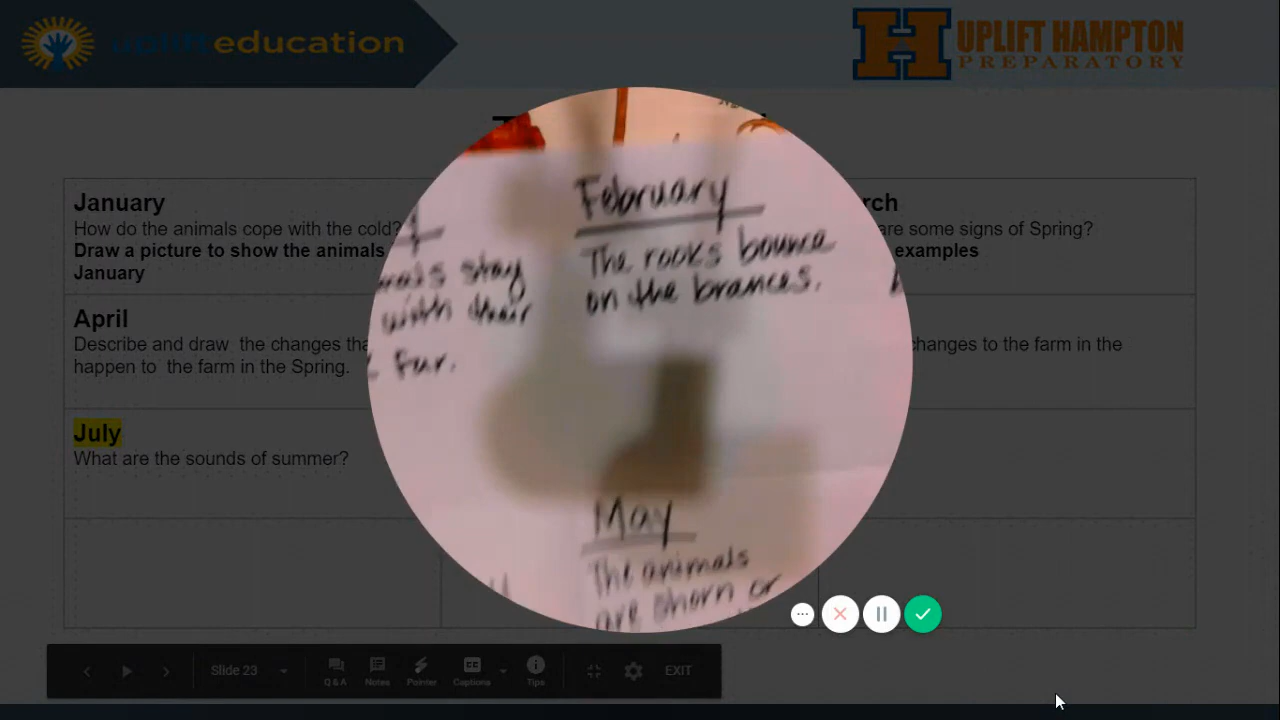 uplift education
UPLIFT HAMPTON
PREPARATORY
January
How do the animals cope with the cold?
Draw a picture to show the animals
January
rch
are some signs of Spring?
examples
April
Describe and draw the changes tha
happen to the farm in the Spring.
changes to the farm in the
July
What are the sounds of summer?
stay
with their
Fur.
February
The rooks bounce
on the brances.
May
The animals
are shorn or
Slide 23
Q & A
Notes
Pointer
Captions
Tips
EXIT